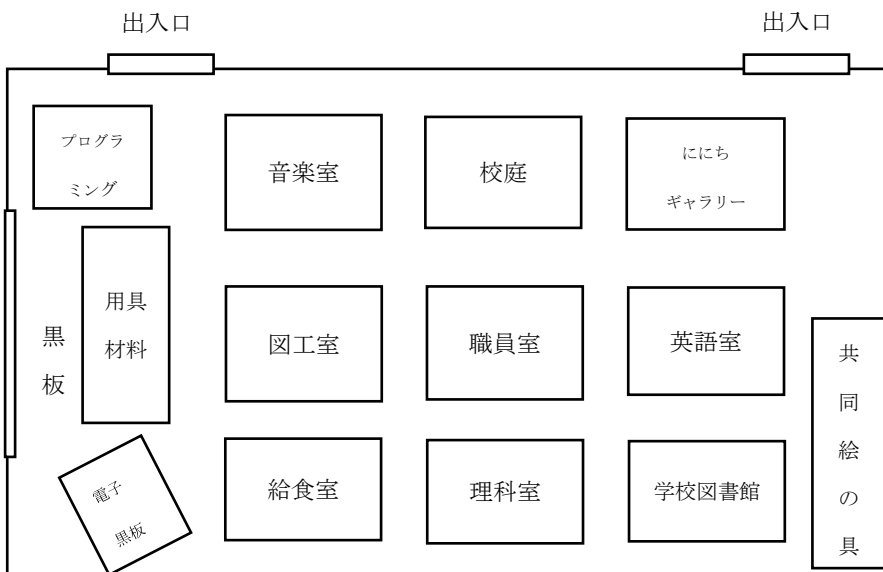 出入口
出入口
プログラ
ミング
音楽室
校庭
ににち
ギャラリー
用具
材料
黒
板
図工室
職員室
英語室
共
同
絵
の
具
電子
黒板
給食室
理科室
学校図書館